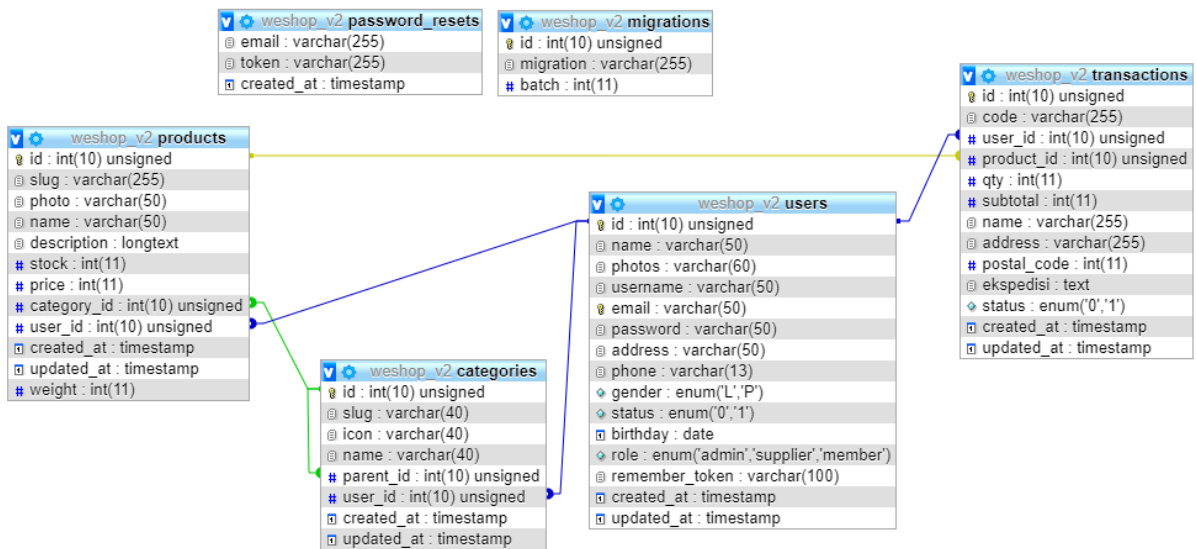 weshop_v2 password_resets
email : varchar(255)
token : varchar(255)
created_at : timestamp
weshop_v2 migrations
id : int(10) unsigned
migration : varchar(255)
batch : int(11)
weshop_v2 transactions
id : int(10) unsigned
code : varchar(255)
user_id : int(10) unsigned
product_id : int(10) unsigned
qty : int(11)
subtotal : int(11)
name : varchar(255)
address : varchar(255)
postal_code : int(11)
ekspedisi : text
status : enum('0','1')
created_at : timestamp
updated_at : timestamp
weshop_v2 products
id : int(10) unsigned
slug : varchar(255)
photo : varchar(50)
name : varchar(50)
description : longtext
stock : int(11)
price : int(11)
category_id : int(10) unsigned
user_id : int(10) unsigned
created_at : timestamp
updated_at : timestamp
weight : int(11)
weshop_v2 users
id : int(10) unsigned
name : varchar(50)
photos : varchar(60)
username : varchar(50)
email : varchar(50)
password : varchar(50)
address : varchar(50)
phone : varchar(13)
gender : enum('L','P')
status : enum('0','1')
birthday : date
role : enum('admin','supplier','member')
remember_token : varchar(100)
created_at : timestamp
updated_at : timestamp
weshop_v2 categories
id : int(10) unsigned
slug : varchar(40)
icon : varchar(40)
name : varchar(40)
parent_id : int(10) unsigned
user_id : int(10) unsigned
created_at : timestamp
updated_at : timestamp